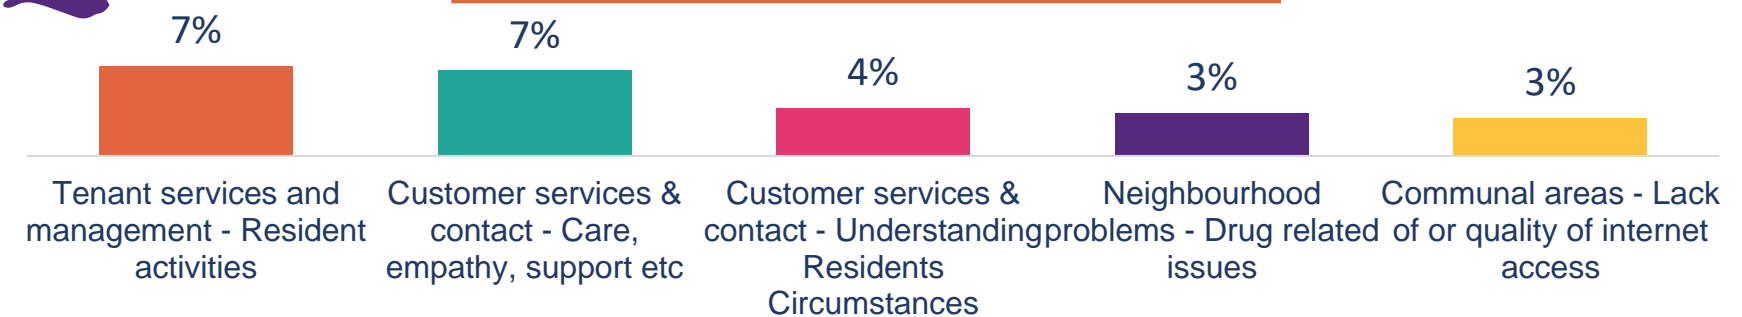 7%
7%
4%
3%
3%
Tenant services and
management - Resident
activities
Customer services &
contact - Care,
empathy, support etc
Customer services &
contact - Understanding
Residents
Circumstances
Neighbourhood
problems - Drug related
issues
Communal areas - Lack
of or quality of internet
access